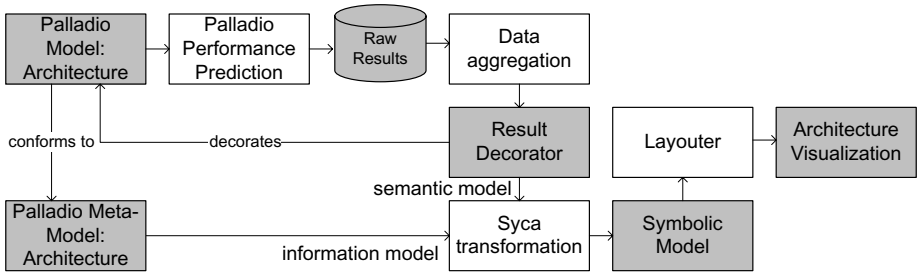 Palladio
Model:
Architecture
Palladio
Performance
Prediction
Raw
Results
Data
aggregation
conforms to
decorates
Result
Decorator
Layouter
Architecture
Visualization
semantic model
Palladio Meta-
Model:
Architecture
information model
Syca
transformation
Symbolic
Model